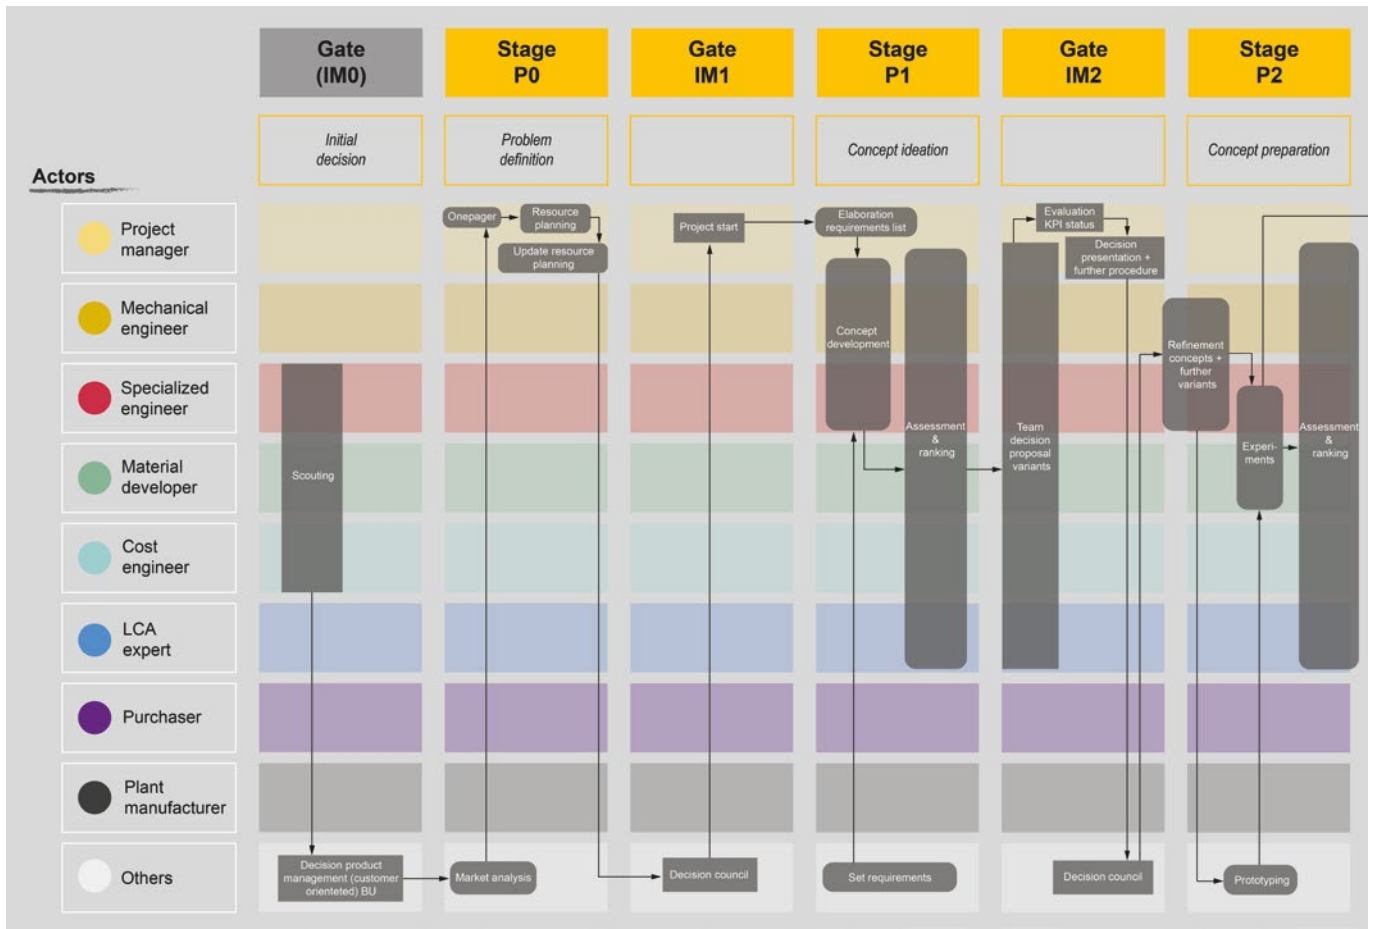 Gate
(IM0)
Stage
P0
Gate
IM1
Stage
P1
Gate
IM2
Stage
P2
Initial
decision
Problem
definition
Concept ideation
Concept preparation
Actors
Project
manager
Mechanical
engineer
Specialized
engineer
Material
developer
Cost
engineer
LCA
expert
Purchaser
Plant
manufacturer
Others
Scouting
Decision product
management (customer
orienteted) BU
Onepager
Resource
planning
Update resource
planning
Market analysis
Project start
Decision council
Elaboration
requirements list
Concept
development
Assessment
&
ranking
Set requirements
Evaluation
KPI status
Decision
presentation +
further procedure
Team
decision
proposal
variants
Decision council
Refinement
concepts +
further
variants
Experi-
ments
Assessment
&
ranking
Prototyping